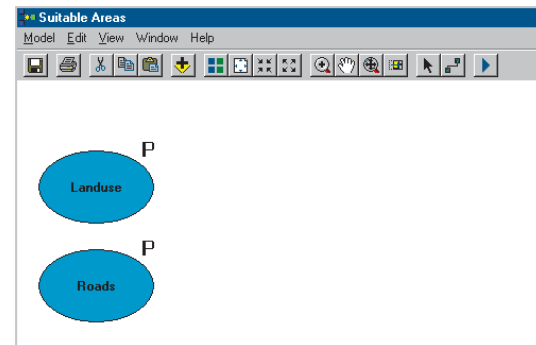 Suitable Areas
Model Edit View Window Help
P
Landuse
P
Roads